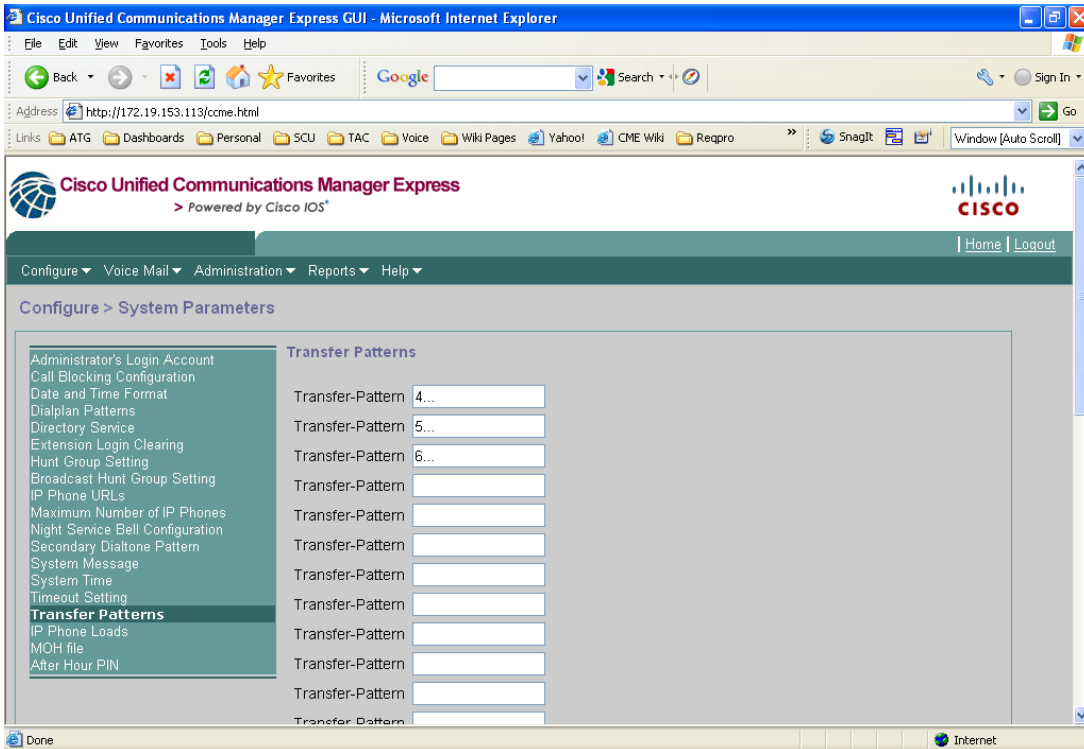 Cisco Unified Communications Manager Express GUI - Microsoft Internet Explorer
File Edit View Favorites Tools Help
Back Favorites Google Search Sign In
Address http://172.19.153.113/ccme.html Go
Links ATG Dashboards Personal SCU TAC Voice Wiki Pages Yahoo! CME Wiki Reqpro » SnagIt Window [Auto Scroll]
Cisco Unified Communications Manager Express
> Powered by Cisco IOS®
CISCO
| Home | Logout
Configure Voice Mail Administration Reports Help
Configure > System Parameters
Administrator's Login Account
Call Blocking Configuration
Date and Time Format
Dialplan Patterns
Directory Service
Extension Login Clearing
Hunt Group Setting
Broadcast Hunt Group Setting
IP Phone URLs
Maximum Number of IP Phones
Night Service Bell Configuration
Secondary Dialtone Pattern
System Message
System Time
Timeout Setting
Transfer Patterns
IP Phone Loads
MOH file
After Hour PIN
Transfer Patterns
Transfer-Pattern 4...
Transfer-Pattern 5...
Transfer-Pattern 6...
Transfer-Pattern
Transfer-Pattern
Transfer-Pattern
Transfer-Pattern
Transfer-Pattern
Transfer-Pattern
Transfer-Pattern
Transfer-Pattern
Transfer-Pattern
Done Internet